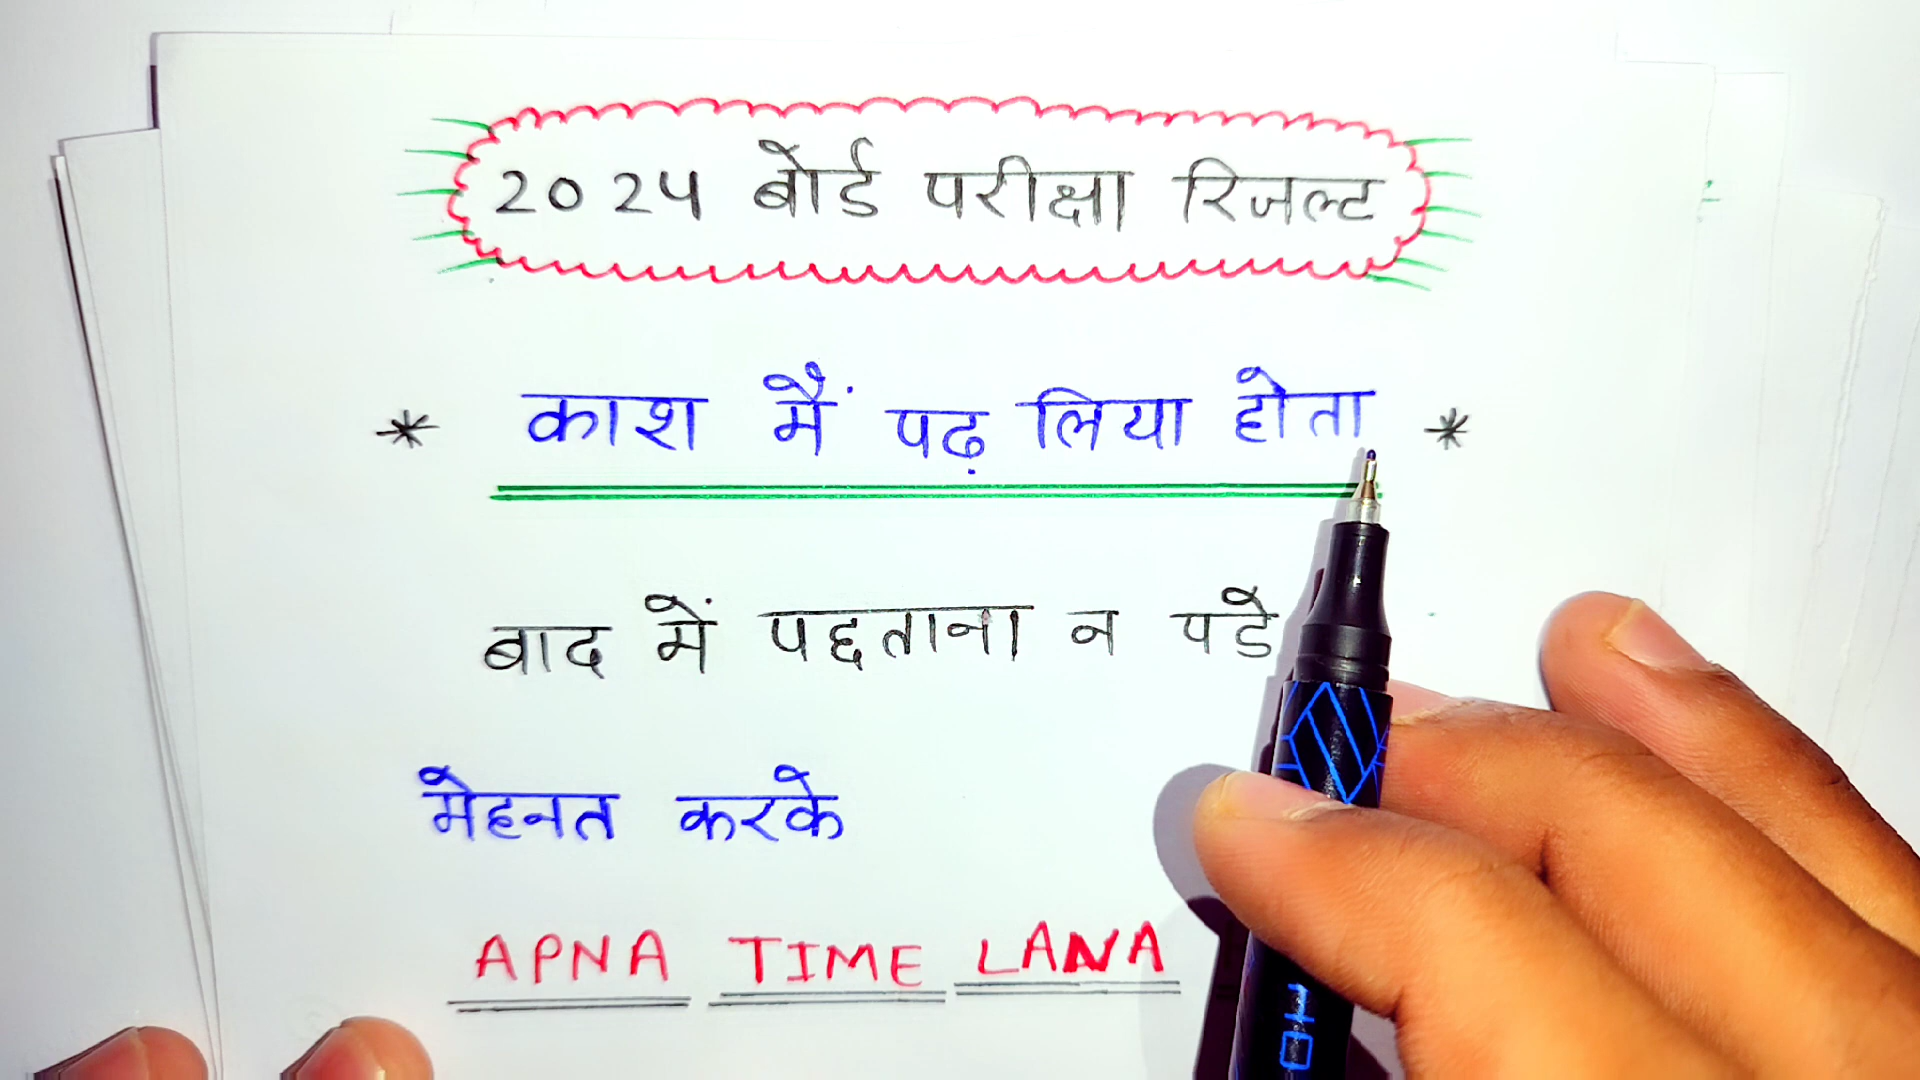 2024 बोर्ड परीक्षा रिजल्ट
* काश मैं पढ़ लिया होता *
बाद में पछताना न पडे
मेहनत करके
APNA TIME LANA